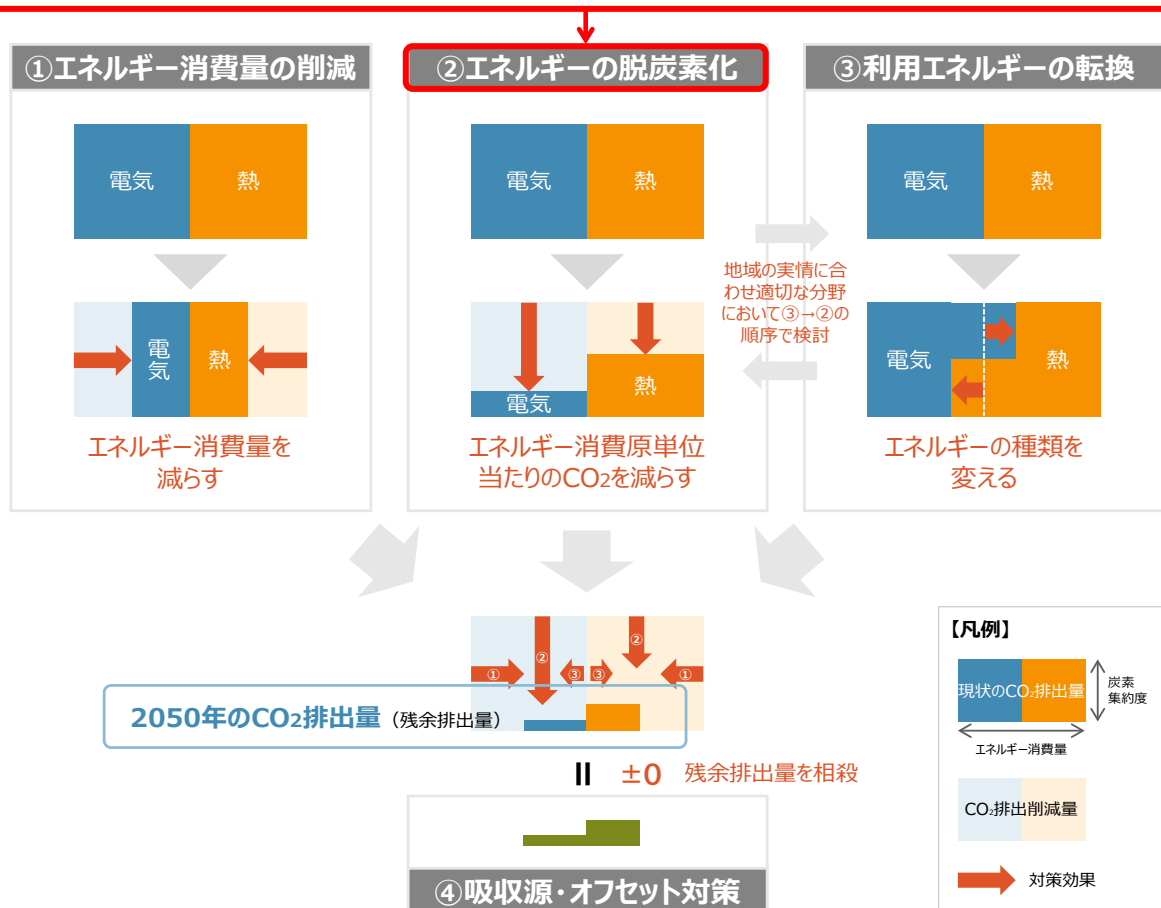 ①エネルギー消費量の削減
電気
熱
電気
熱
エネルギー消費量を
減らす
②エネルギーの脱炭素化
電気
熱
電気
熱
エネルギー消費原単位
当たりのCO2を減らす
地域の実情に合
わせ適切な分野
において③→②の
順序で検討
③利用エネルギーの転換
電気
熱
電気
熱
エネルギーの種類を
変える
①
②
③
③
②
①
2050年のCO2排出量（残余排出量）
±0 残余排出量を相殺
④吸収源・オフセット対策
【凡例】
現状のCO2排出量
炭素
集約度
エネルギー消費量
CO2排出削減量
対策効果